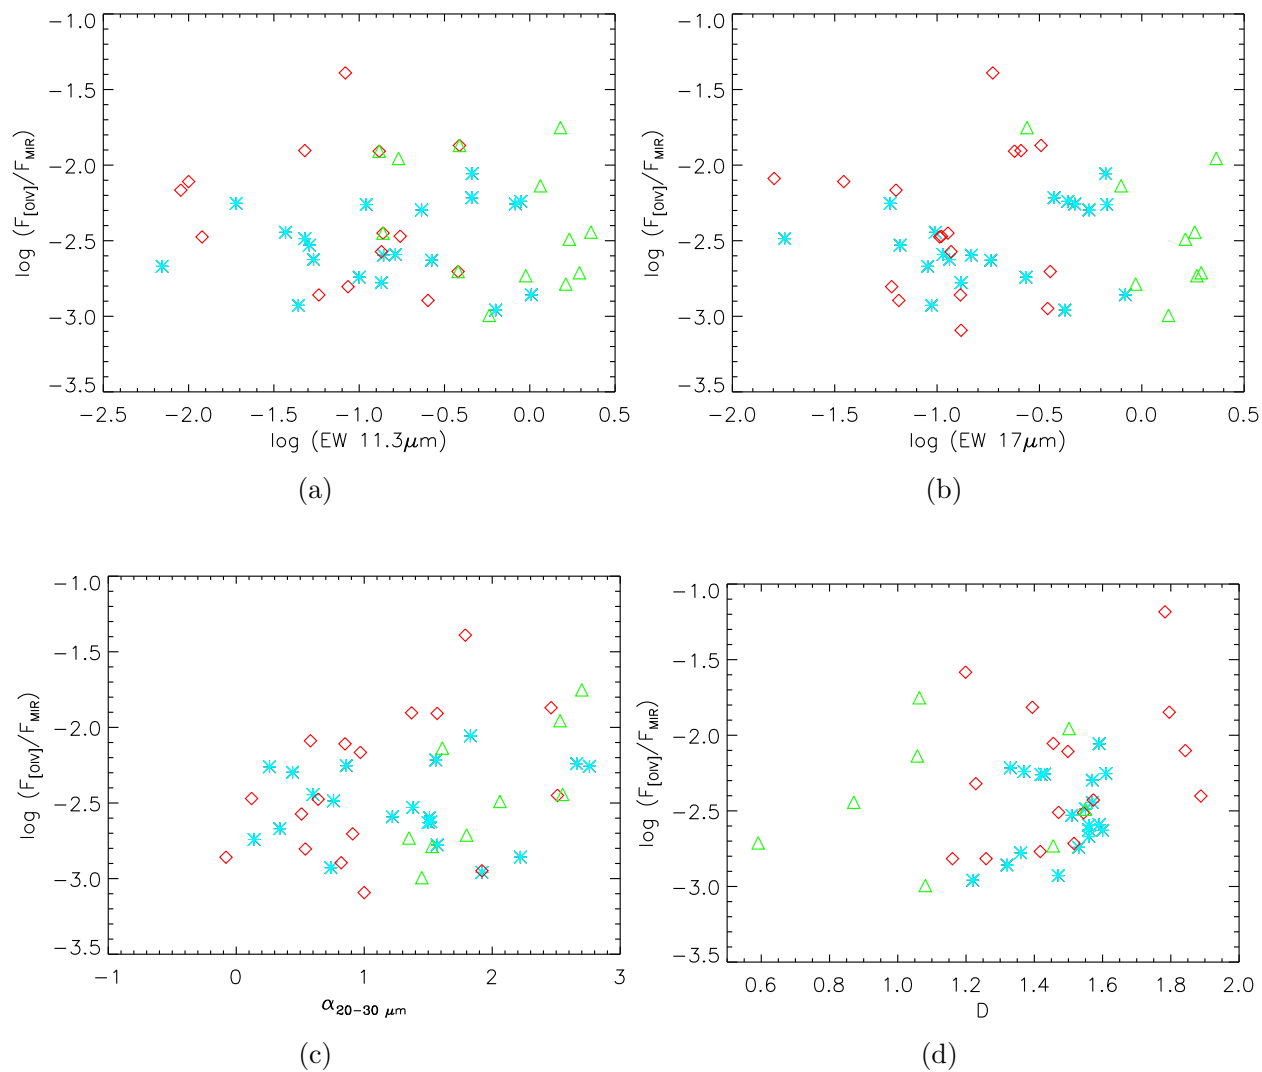 −1.0
−1.5
−2.0
−2.5
−3.0
−3.5
log (F[OIV]/FMIR)
−2.5 −2.0 −1.5 −1.0 −0.5 0.0 0.5
log (EW 11.3μm)
(a)
−1.0
−1.5
−2.0
−2.5
−3.0
−3.5
log (F[OIV]/FMIR)
−2.0 −1.5 −1.0 −0.5 0.0 0.5
log (EW 17μm)
(b)
−1.0
−1.5
−2.0
−2.5
−3.0
−3.5
log (F[OIV]/FMIR)
−1 0 1 2 3
α20−30 μm
(c)
−1.0
−1.5
−2.0
−2.5
−3.0
−3.5
log (F[OIV]/FMIR)
0.6 0.8 1.0 1.2 1.4 1.6 1.8 2.0
D
(d)